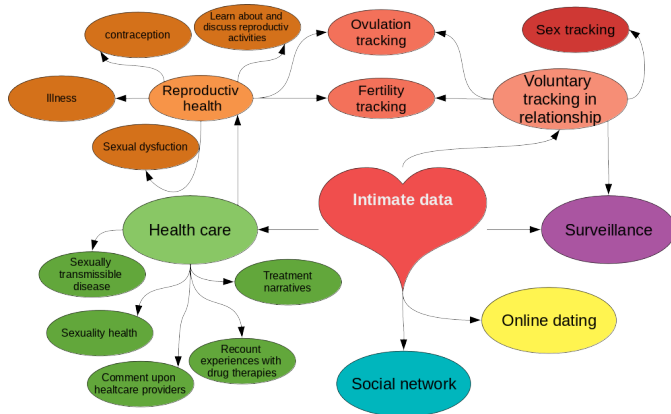 contraception
Learn about and
discuss reproductiv
activities
Ovulation
tracking
Sex tracking
Illness
Reproductiv
health
Fertility
tracking
Voluntary
tracking in
relationship
Sexual dysfuction
Intimate data
Health care
Surveillance
Sexually
transmissible
disease
Treatment
narratives
Sexuality health
Online dating
Recount
experiences with
drug therapies
Comment upon
healtcare providers
Social network